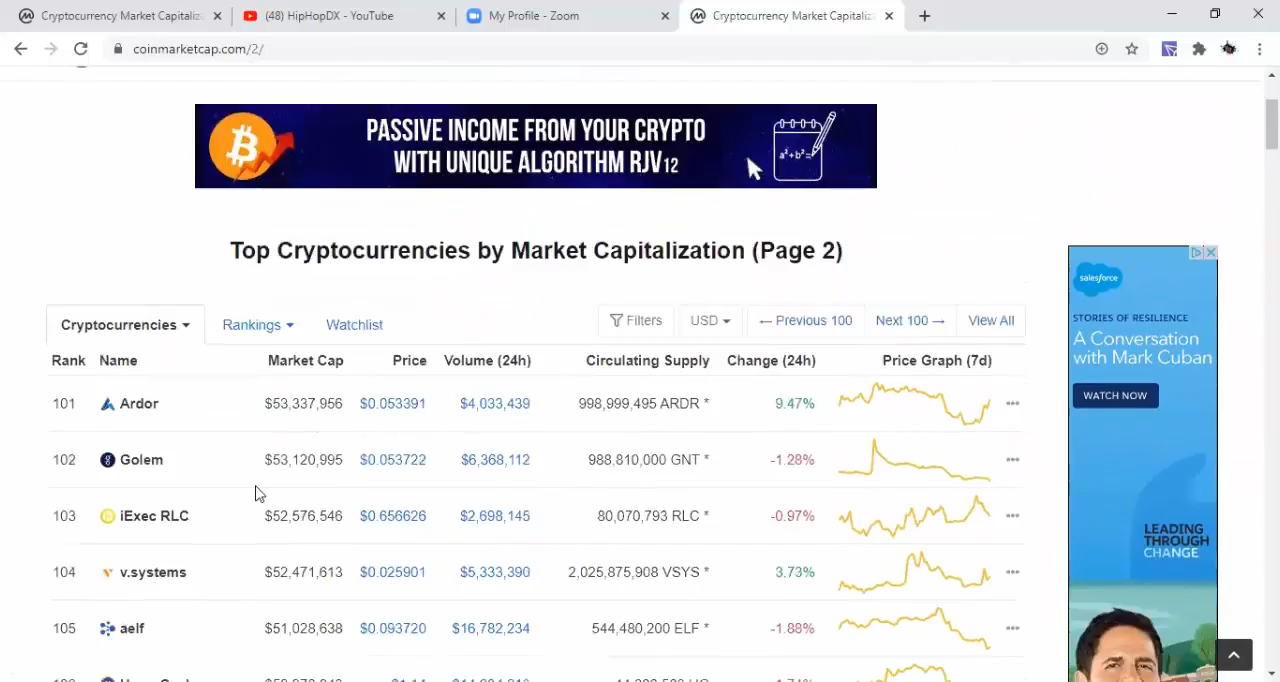 Cryptocurrency Market Capitaliz
(48) HipHopDX - YouTube
My Profile - Zoom
Cryptocurrency Market Capitaliz
coinmarketcap.com/2/
PASSIVE INCOME FROM YOUR CRYPTO
WITH UNIQUE ALGORITHM RJV12
a²+b²=
Top Cryptocurrencies by Market Capitalization (Page 2)
Cryptocurrencies Rankings Watchlist Filters USD ← Previous 100 Next 100 → View All
Rank Name Market Cap Price Volume (24h) Circulating Supply Change (24h) Price Graph (7d)
101 Ardor $53,337,956 $0.053391 $4,033,439 998,999,495 ARDR * 9.47%
102 Golem $53,120,995 $0.053722 $6,368,112 988,810,000 GNT * -1.28%
103 iExec RLC $52,576,546 $0.656626 $2,698,145 80,070,793 RLC * -0.97%
104 v.systems $52,471,613 $0.025901 $5,333,390 2,025,875,908 VSYS * 3.73%
105 aelf $51,028,638 $0.093720 $16,782,234 544,480,200 ELF * -1.88%
salesforce
STORIES OF RESILIENCE
A Conversation
with Mark Cuban
WATCH NOW
LEADING
THROUGH
CHANGE